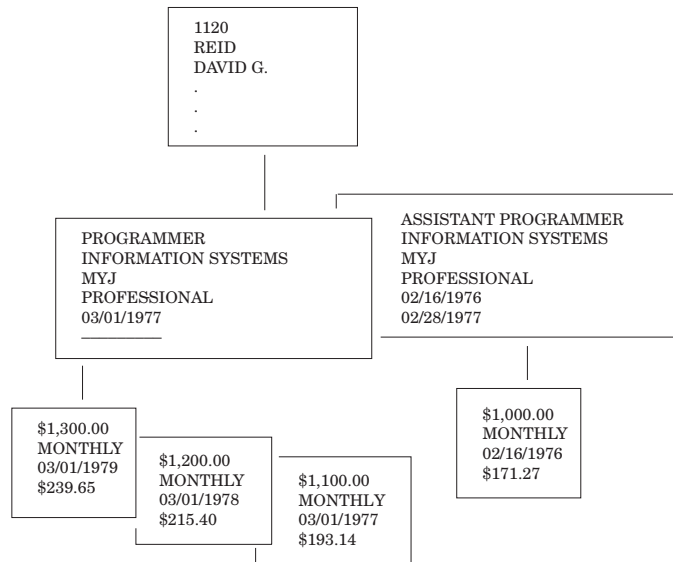 1120
REID
DAVID G.
.
.
.
PROGRAMMER
INFORMATION SYSTEMS
MYJ
PROFESSIONAL
03/01/1977
ASSISTANT PROGRAMMER
INFORMATION SYSTEMS
MYJ
PROFESSIONAL
02/16/1976
02/28/1977
$1,300.00
MONTHLY
03/01/1979
$239.65
$1,200.00
MONTHLY
03/01/1978
$215.40
$1,100.00
MONTHLY
03/01/1977
$193.14
$1,000.00
MONTHLY
02/16/1976
$171.27